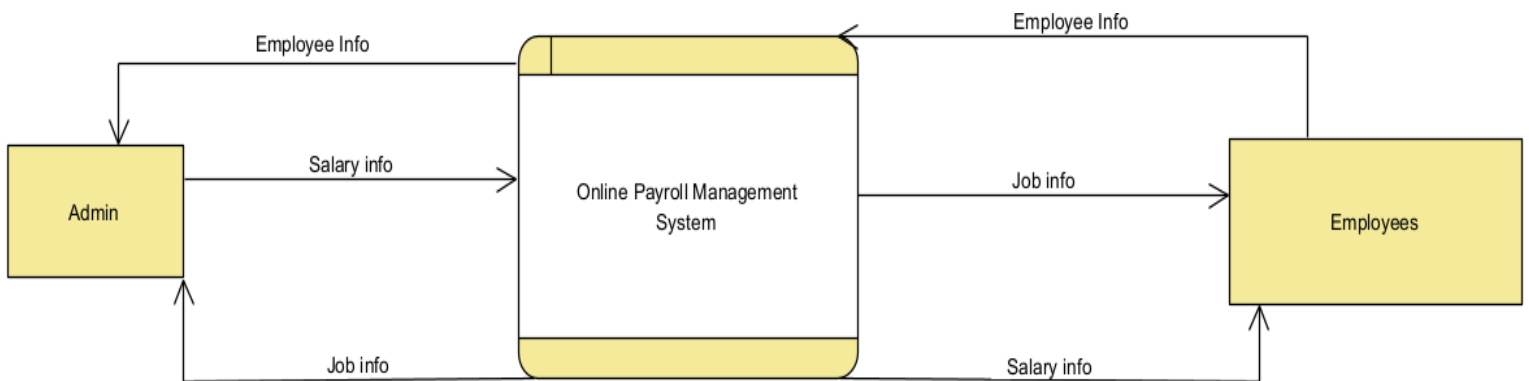 Employee Info
Employee Info
Salary info
Job info
Admin
Online Payroll Management
System
Employees
Job info
Salary info